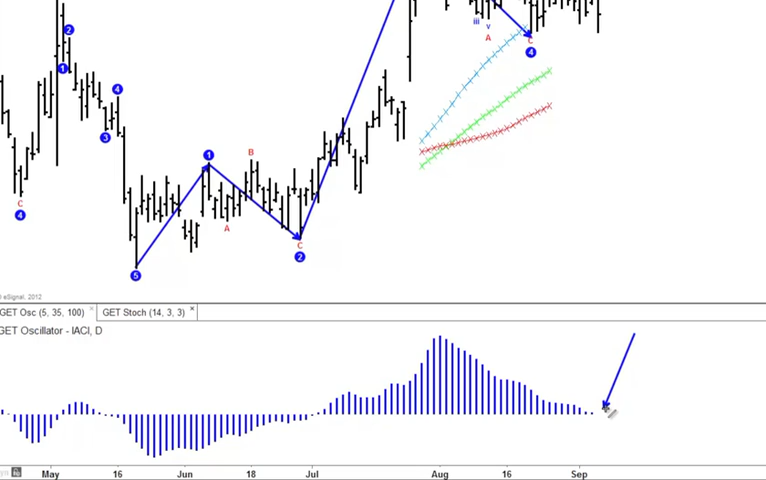 2
1
4
3
C
4
5
1
B
A
C
2
iii
v
A
C
4
eSignal, 2012
GET Osc (5, 35, 100) × GET Stoch (14, 3, 3) ×
GET Oscillator - IACI, D
May 16 Jun 18 Jul Aug 16 Sep